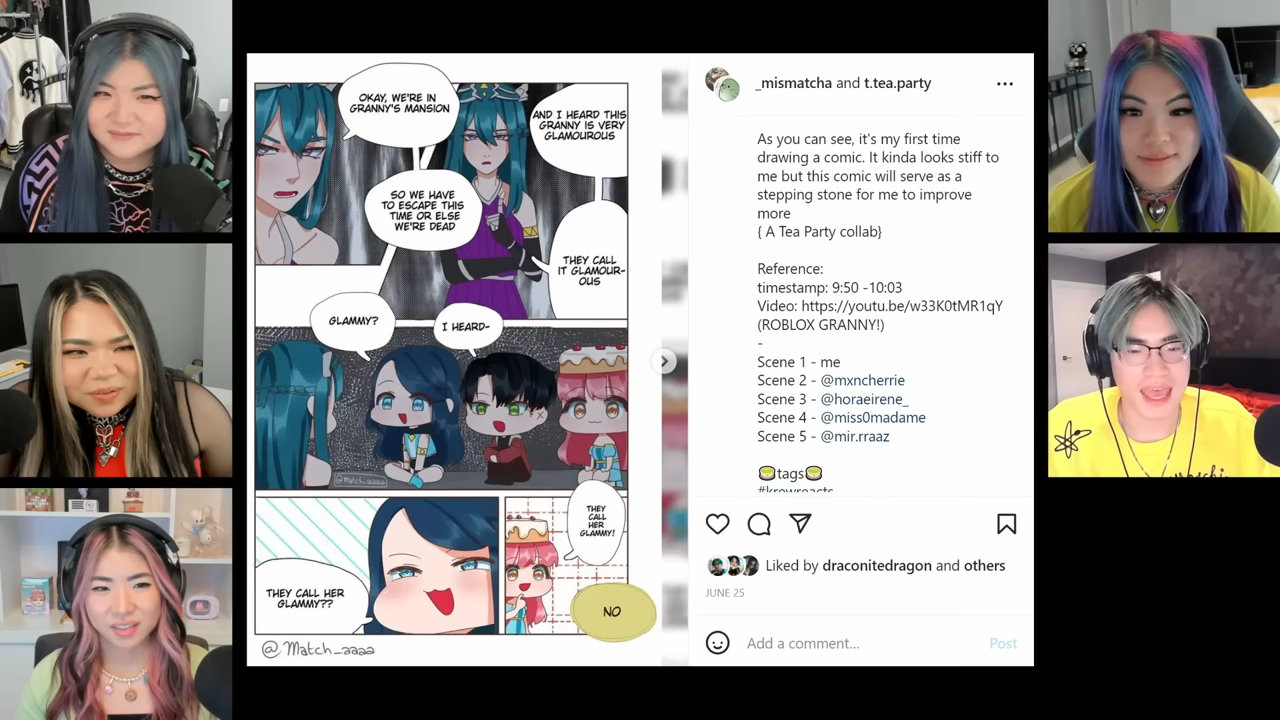 OKAY, WE'RE IN
GRANNY'S MANSION
AND I HEARD THIS
GRANNY IS VERY
GLAMOUROUS
SO WE HAVE
TO ESCAPE THIS
TIME OR ELSE
WE'RE DEAD
THEY CALL
IT GLAMOUR-
OUS
GLAMMY?
I HEARD-
@Match_aaaa
THEY CALL HER
GLAMMY??
THEY
CALL
HER
GLAMMY!
NO
@Match_aaaa
_mismatcha and t.tea.party
As you can see, it's my first time
drawing a comic. It kinda looks stiff to
me but this comic will serve as a
stepping stone for me to improve
more
{ A Tea Party collab}
Reference:
timestamp: 9:50 -10:03
Video: https://youtu.be/w33K0tMR1qY
(ROBLOX GRANNY!)
-
Scene 1 - me
Scene 2 - @mxncherrie
Scene 3 - @horaeirene_
Scene 4 - @miss0madame
Scene 5 - @mir.rraaz
🍵tags🍵
#krewreacts
Liked by draconitedragon and others
JUNE 25
Add a comment...
Post